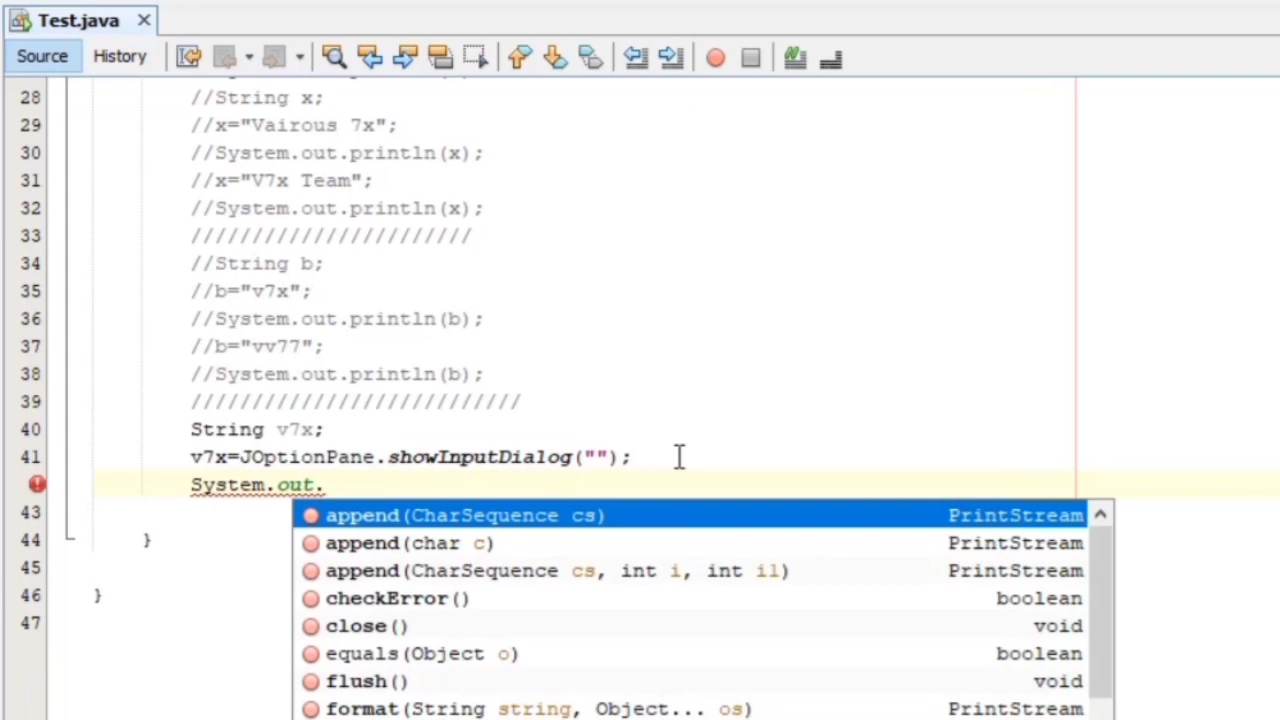 Test.java
Source History
28 //String x;
29 //x="Vairous 7x";
30 //System.out.println(x);
31 //x="V7x Team";
32 //System.out.println(x);
33 ///////////////////////
34 //String b;
35 //b="v7x";
36 //System.out.println(b);
37 //b="vv77";
38 //System.out.println(b);
39 ///////////////////////////
40 String v7x;
41 v7x=JOptionPane.showInputDialog("");
System.out.
43 append(CharSequence cs) PrintStream
44 } append(char c) PrintStream
45 append(CharSequence cs, int i, int i1) PrintStream
46 } checkError() boolean
47 close() void
equals(Object o) boolean
flush() void
format(String string, Object... os) PrintStream